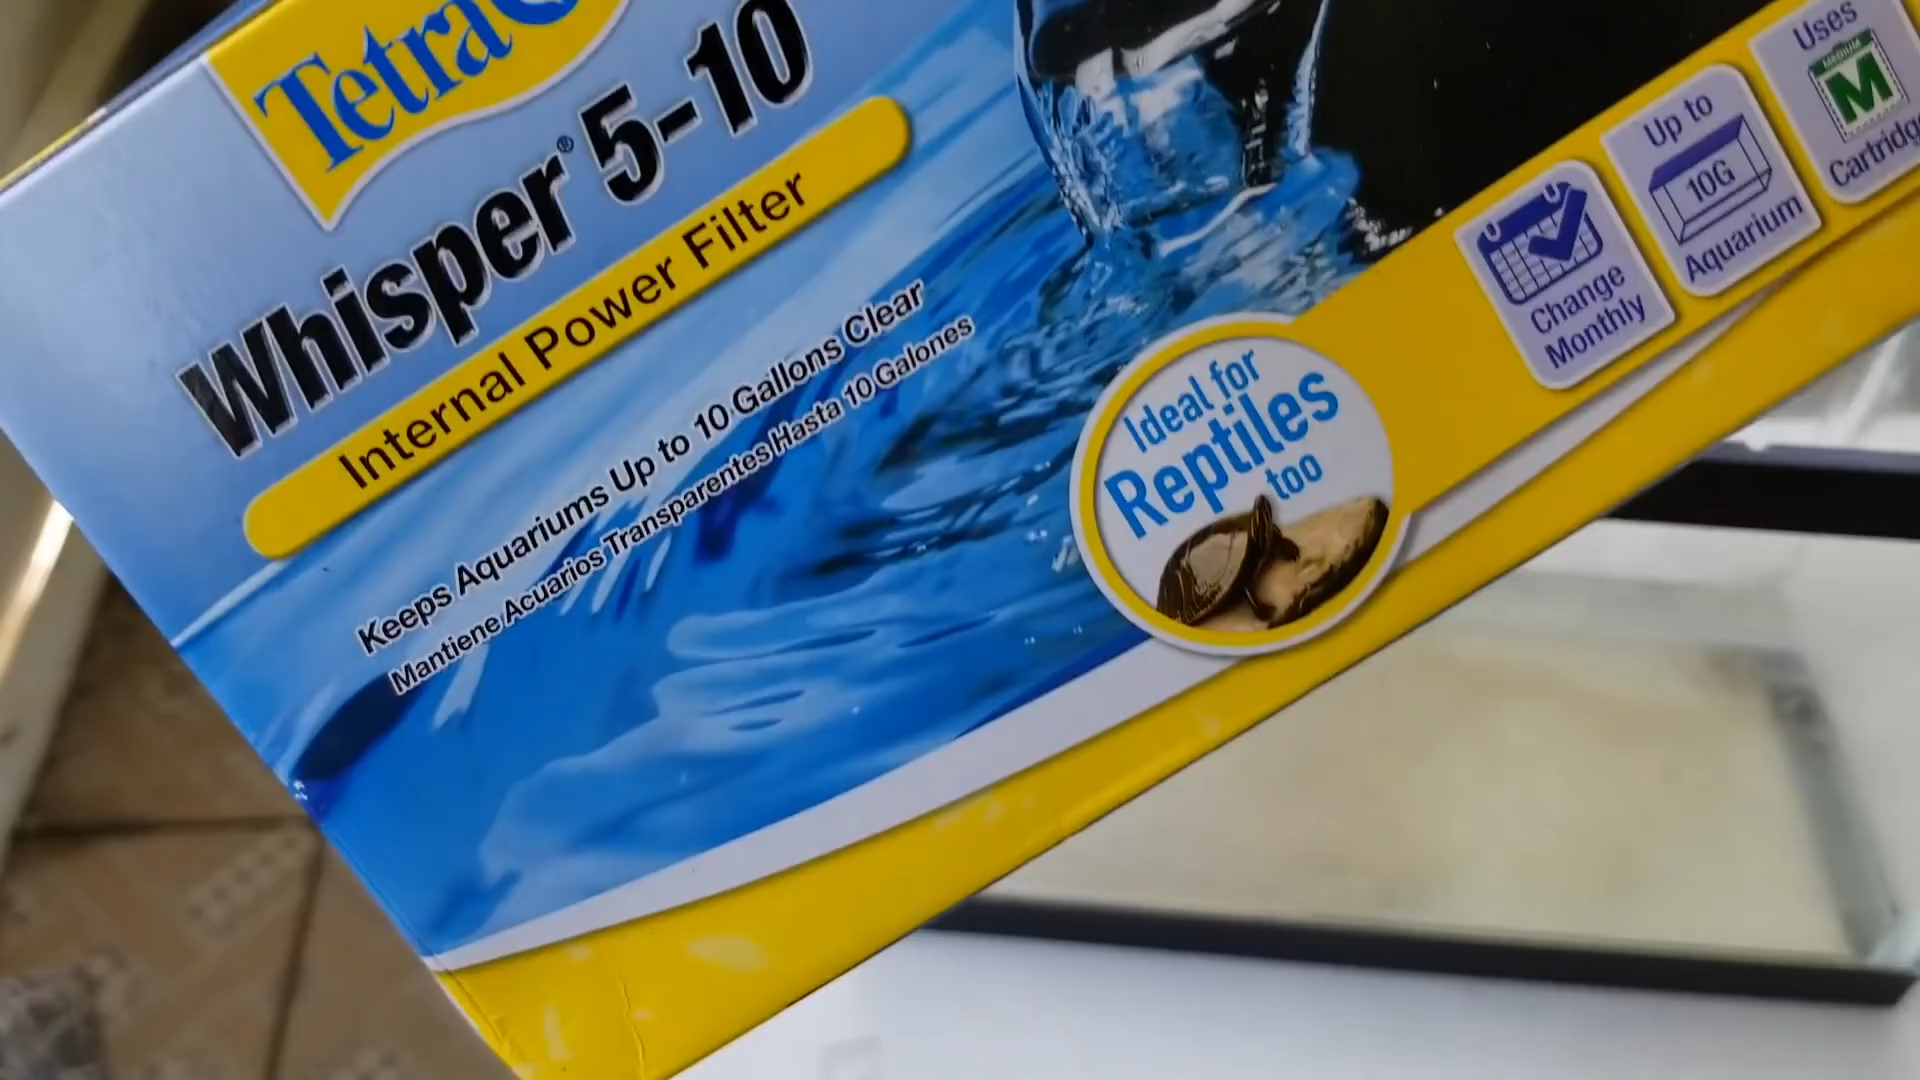 Tetra
Whisper® 5-10
Internal Power Filter
Keeps Aquariums Up to 10 Gallons Clear
Mantiene Acuarios Transparentes Hasta 10 Galones
Ideal for
Reptiles
too
Change
Monthly
Up to
10G
Aquarium
Uses
MEDIUM
M